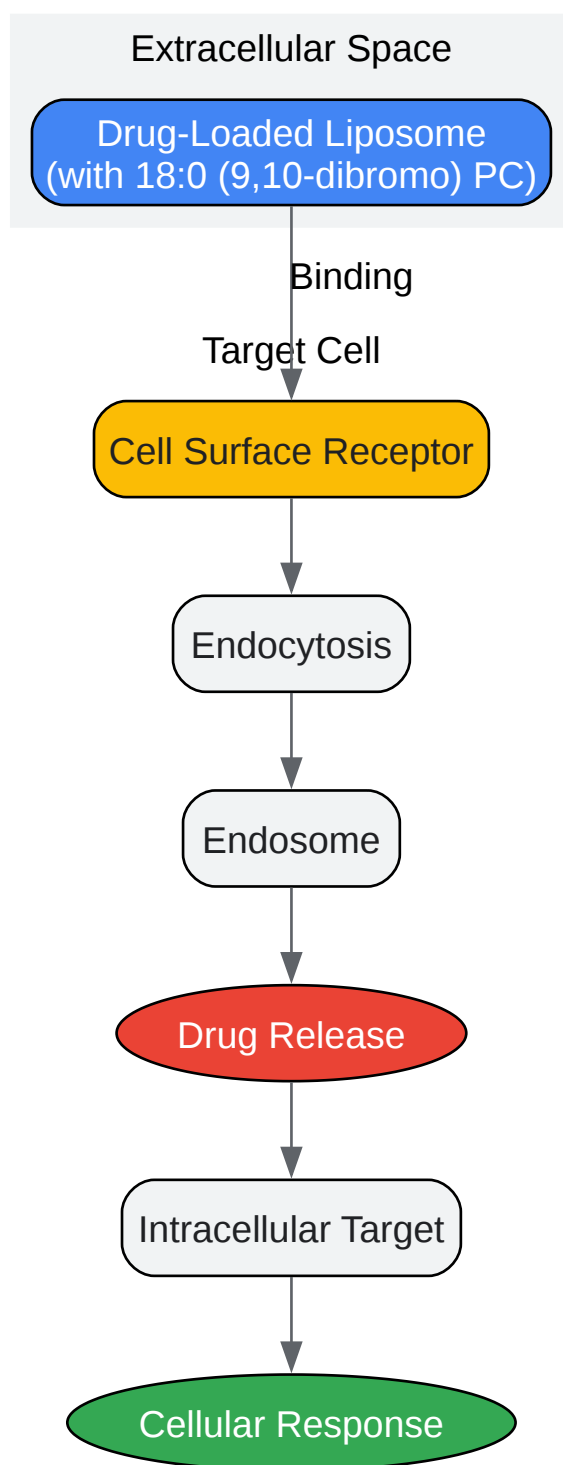 Extracellular Space
Drug-Loaded Liposome
(with 18:0 (9,10-dibromo) PC)
Binding
Target Cell
Cell Surface Receptor
Endocytosis
Endosome
Drug Release
Intracellular Target
Cellular Response